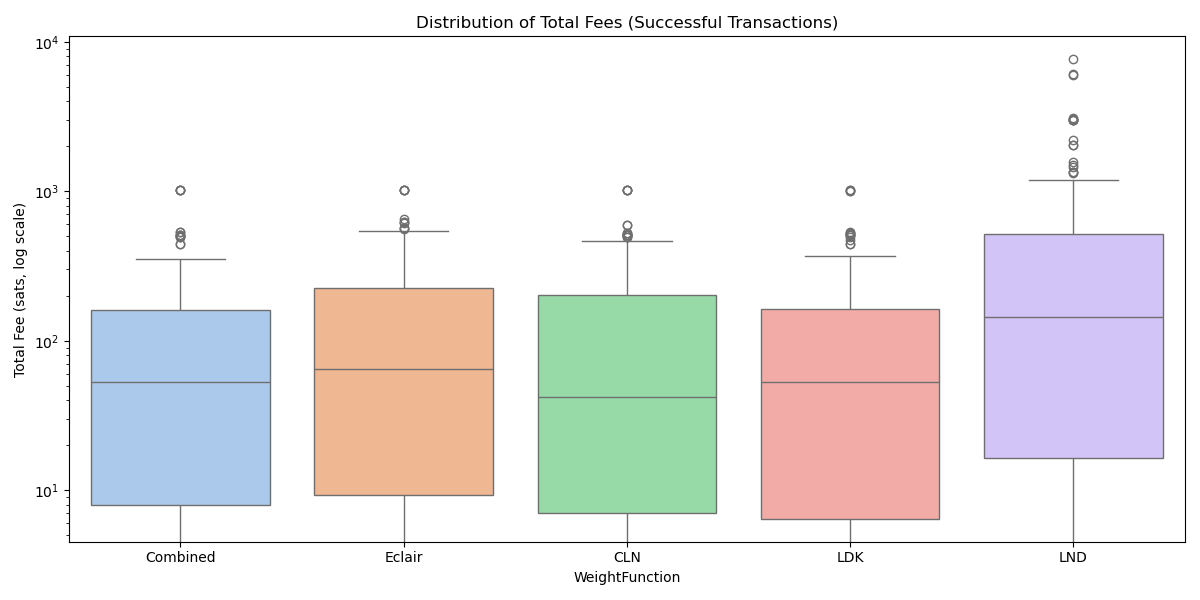 Distribution of Total Fees (Successful Transactions)
Total Fee (sats, log scale)
10⁴
10³
10²
10¹
Combined Eclair CLN LDK LND
WeightFunction